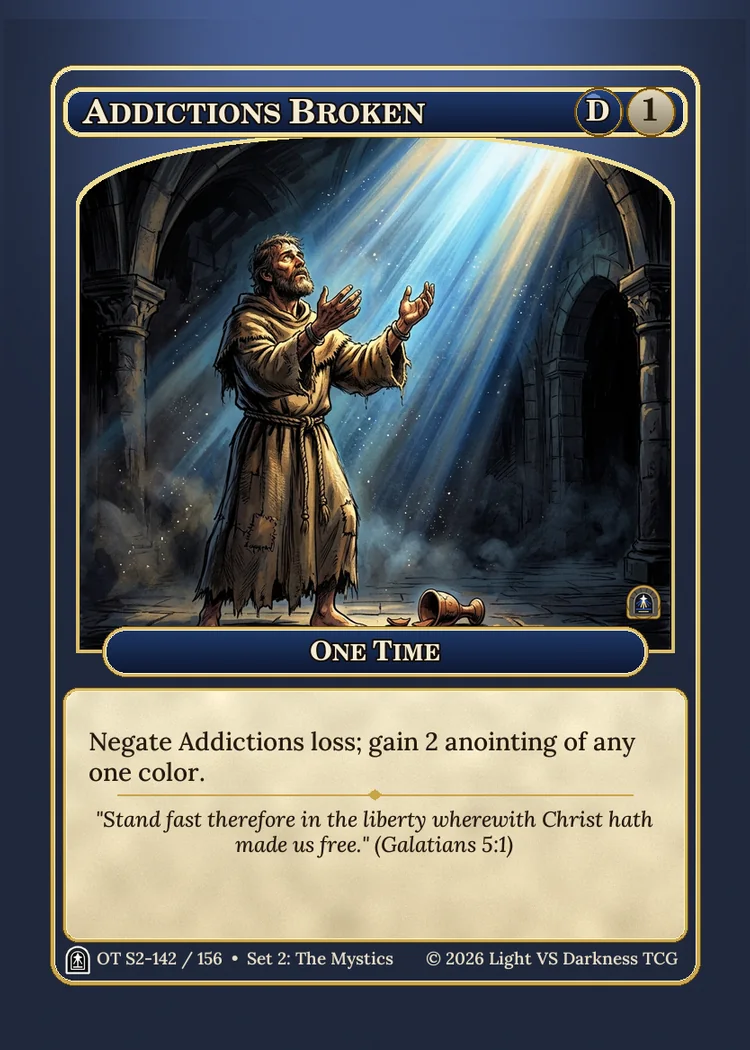 Addictions Broken D 1
One Time
Negate Addictions loss; gain 2 anointing of any
one color.
"Stand fast therefore in the liberty wherewith Christ hath
made us free." (Galatians 5:1)
OT S2-142 / 156 • Set 2: The Mystics © 2026 Light VS Darkness TCG